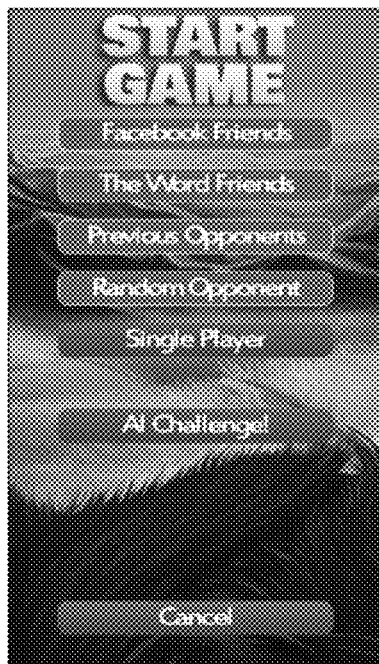 START
GAME
Facebook Friends
The Word Friends
Previous Opponents
Random Opponent
Single Player
AI Challenge!
Cancel